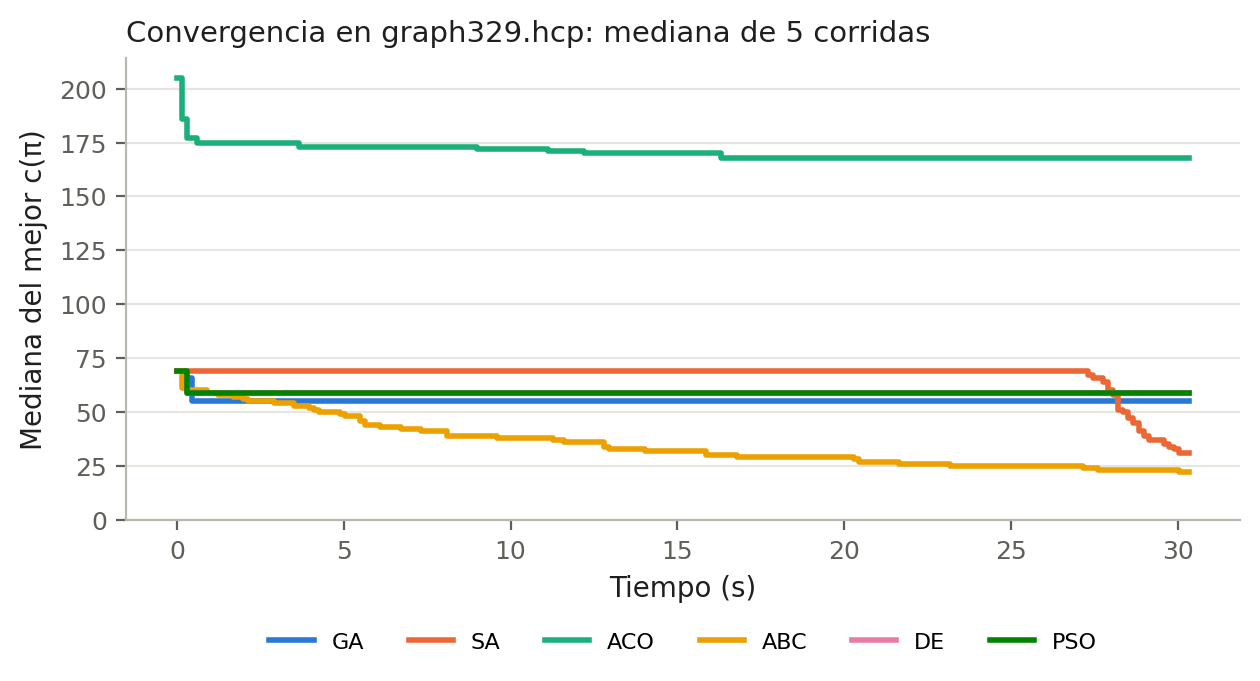 Convergencia en graph329.hcp: mediana de 5 corridas
Mediana del mejor c(π)
200
175
150
125
100
75
50
25
0
0 5 10 15 20 25 30
Tiempo (s)
GA SA ACO ABC DE PSO